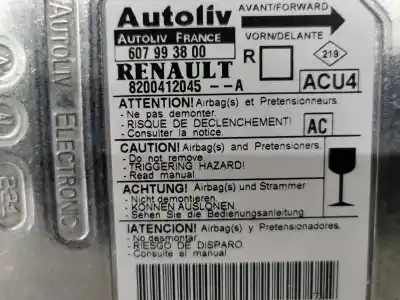 Autoliv
AVANT/FORWARD
AUTOLIV FRANCE
607 99 38 00
VORN/DELANTE
RENAULT
R
219
8200412045 --A
ACU4
ATTENTION! Airbag(s) et Pretensionneurs.
- Ne pas demonter.
- RISQUE DE DECLENCHEMENT!
- Consulter la notice.
AC
CAUTION! Airbag(s) and Pretensioners.
- Do not remove.
- TRIGGERING HAZARD!
- Read manual
ACHTUNG! Airbag(s) und Strammer
- Nicht demontieren.
- KÖNNEN AUSLÖSEN.
- Sehen Sie die Bedienungsanleitung.
¡ATENCION! Airbag(s) y Pretensionadores.
- No desmontar
- RIESGO DE DISPARO.
- Consulte el manual
AUTOLIV ELECTRONIC